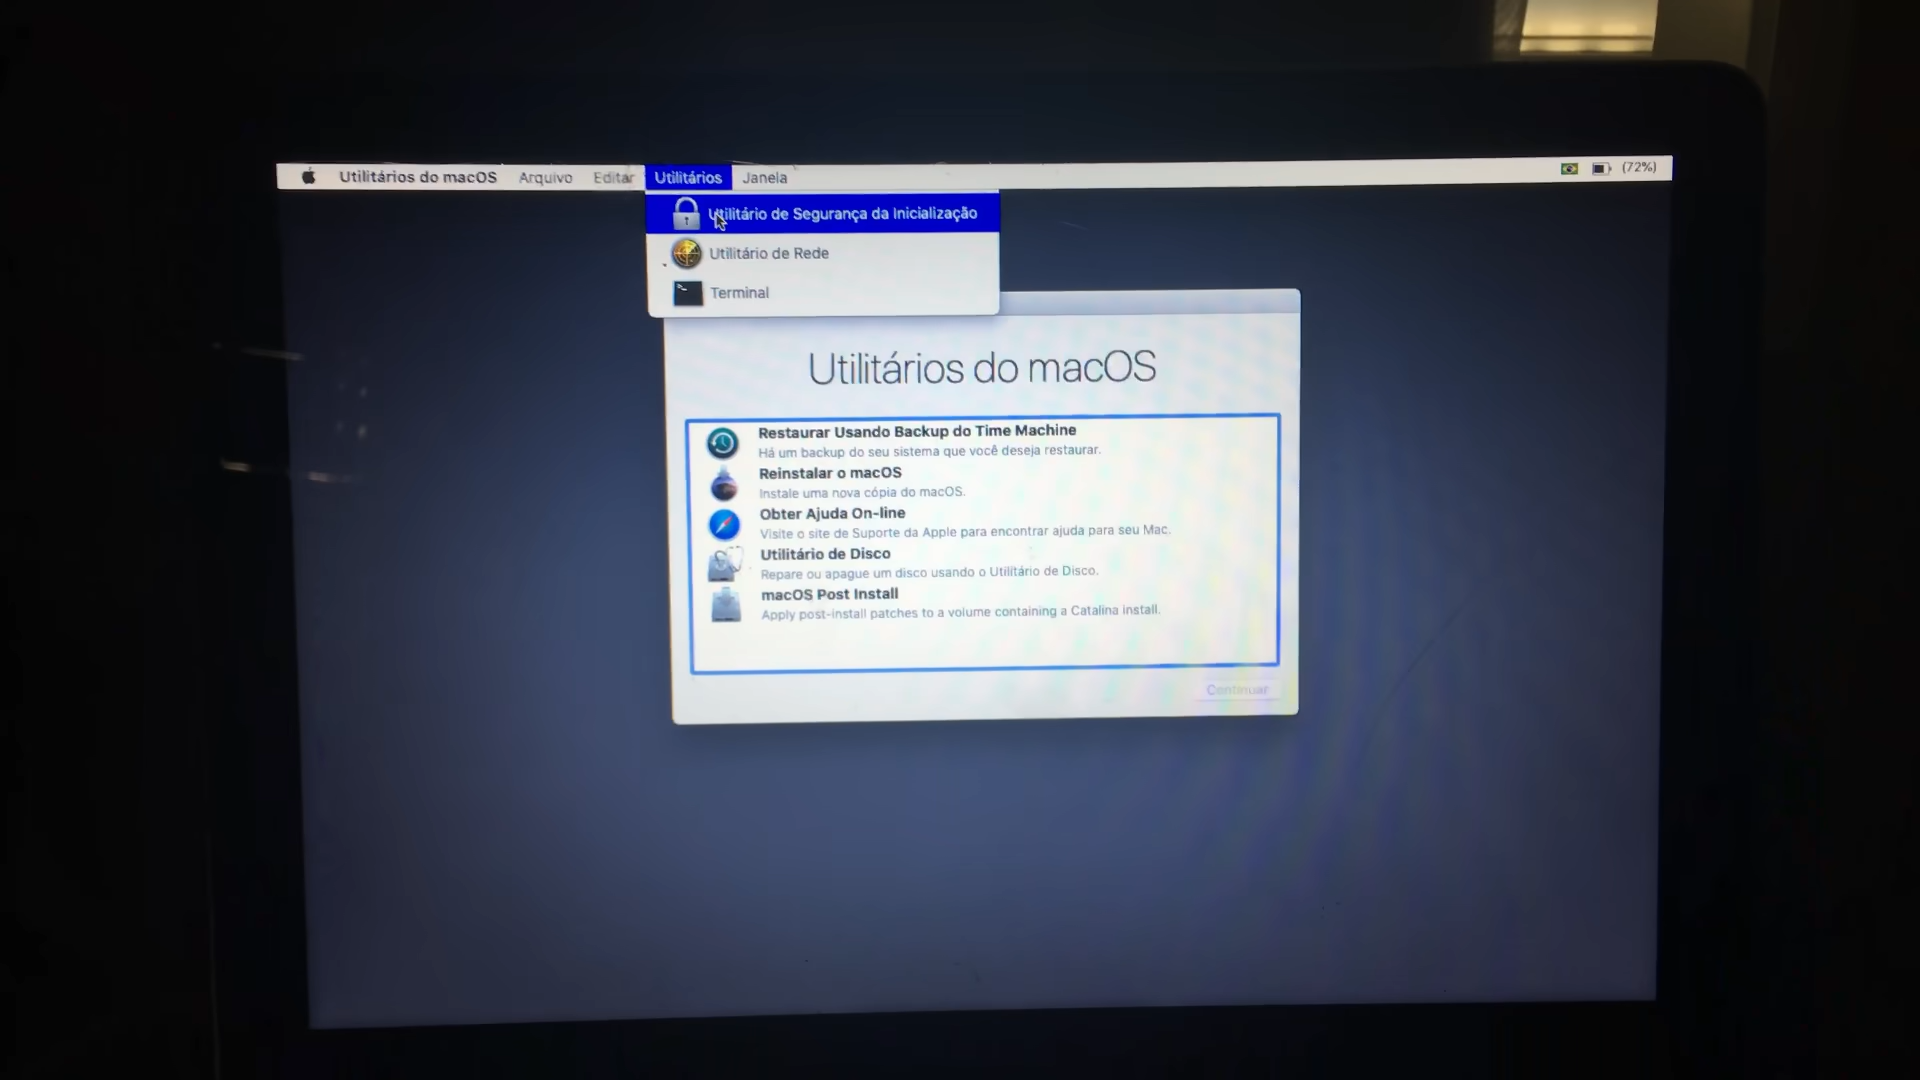 Utilitários do macOS Arquivo Editar Utilitários Janela (72%)
Utilitário de Segurança da Inicialização
Utilitário de Rede
Terminal
Utilitários do macOS
Restaurar Usando Backup do Time Machine
Há um backup do seu sistema que você deseja restaurar.
Reinstalar o macOS
Instale uma nova cópia do macOS.
Obter Ajuda On-line
Visite o site de Suporte da Apple para encontrar ajuda para seu Mac.
Utilitário de Disco
Repare ou apague um disco usando o Utilitário de Disco.
macOS Post Install
Apply post-install patches to a volume containing a Catalina install.
Continuar